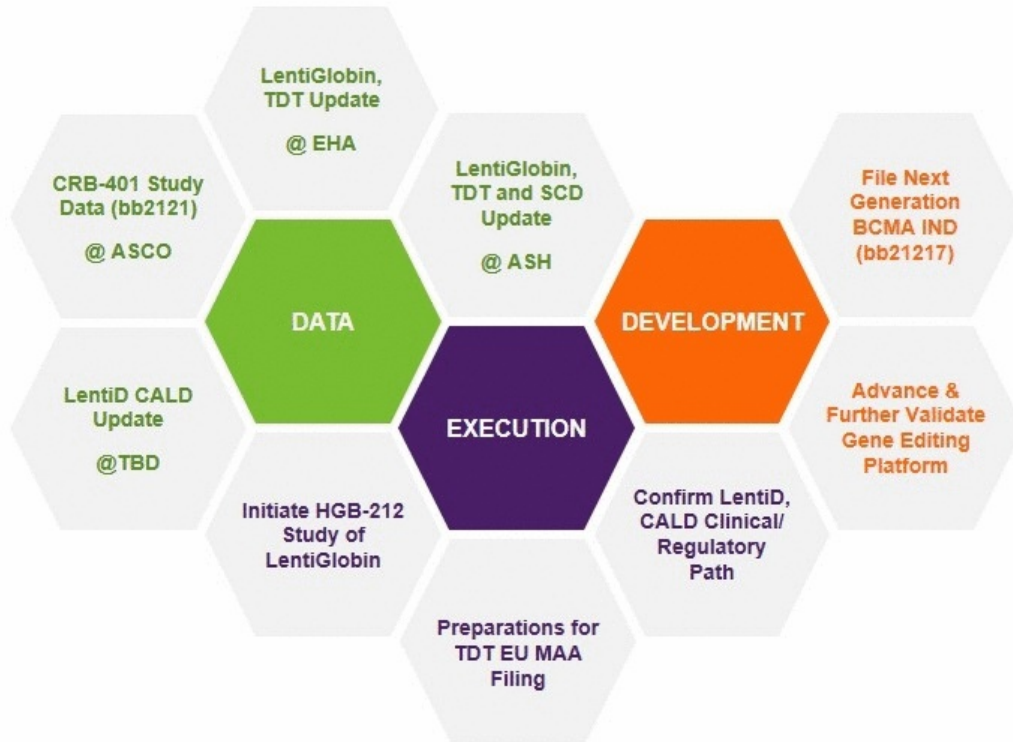 LentiGlobin,
TDT Update
@ EHA
CRB-401 Study
Data (bb2121)
@ ASCO
LentiGlobin,
TDT and SCD
Update
@ ASH
File Next
Generation
BCMA IND
(bb21217)
DATA
DEVELOPMENT
LentiD CALD
Update
@TBD
EXECUTION
Advance &
Further Validate
Gene Editing
Platform
Initiate HGB-212
Study of
LentiGlobin
Confirm LentiD,
CALD Clinical/
Regulatory
Path
Preparations for
TDT EU MAA
Filing